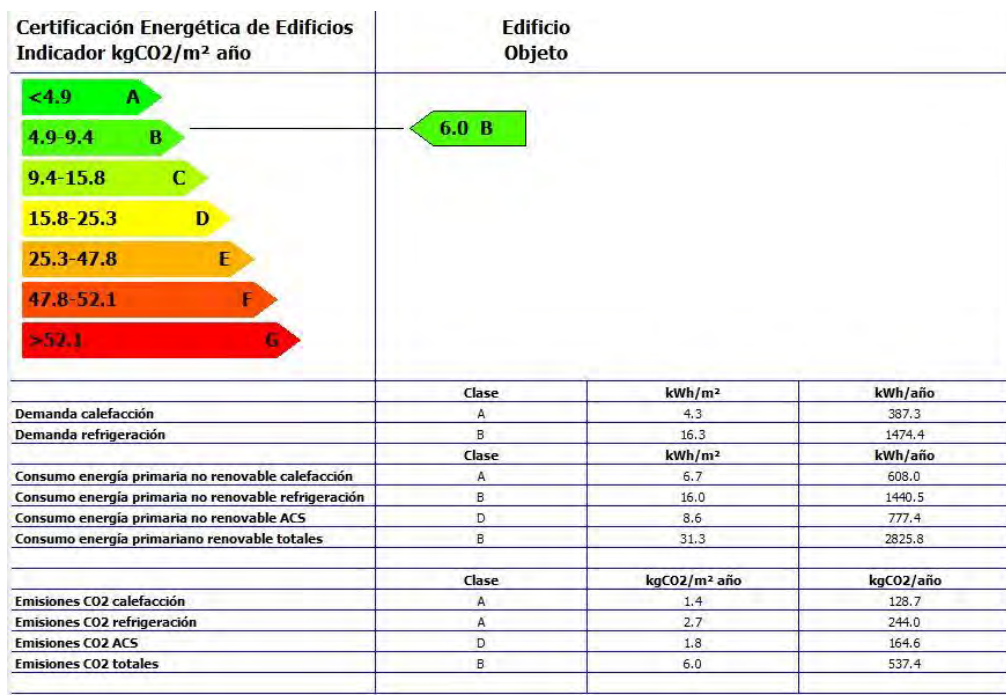 Certificación Energética de Edificios
Indicador kgCO2/m² año
Edificio
Objeto
<4.9 A
4.9-9.4 B
6.0 B
9.4-15.8 C
15.8-25.3 D
25.3-47.8 E
47.8-52.1 F
>52.1 G
Clase kWh/m² kWh/año
Demanda calefacción A 4.3 387.3
Demanda refrigeración B 16.3 1474.4
Clase kWh/m² kWh/año
Consumo energía primaria no renovable calefacción A 6.7 608.0
Consumo energía primaria no renovable refrigeración B 16.0 1440.5
Consumo energía primaria no renovable ACS D 8.6 777.4
Consumo energía primariano renovable totales B 31.3 2825.8
Clase kgCO2/m² año kgCO2/año
Emisiones CO2 calefacción A 1.4 128.7
Emisiones CO2 refrigeración A 2.7 244.0
Emisiones CO2 ACS D 1.8 164.6
Emisiones CO2 totales B 6.0 537.4